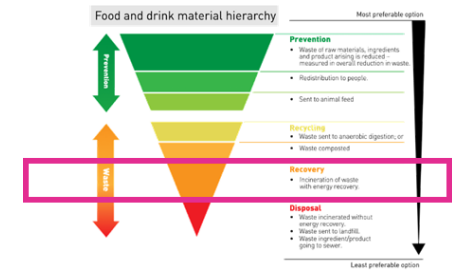 Food and drink material hierarchy
Most preferable option
Prevention
Prevention
• Waste of raw materials, ingredients
and product arising is reduced –
measured in overall reduction in waste.
• Redistribution to people.
• Sent to animal feed
Waste
Recycling
• Waste sent to anaerobic digestion; or
• Waste composted
Recovery
• Incineration of waste
with energy recovery.
Disposal
• Waste incinerated without
energy recovery.
• Waste sent to landfill.
• Waste ingredient/product
going to sewer.
Least preferable option